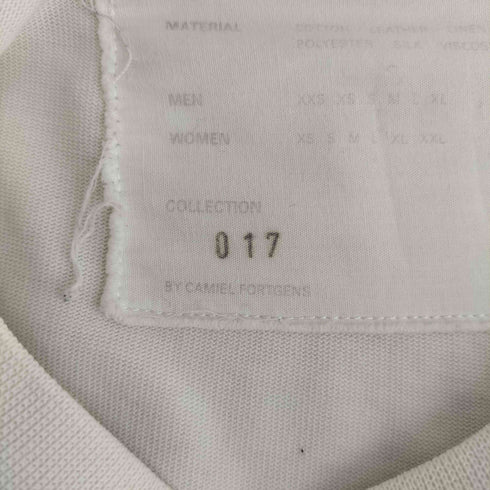 MATERIAL COTTON LEATHER LINEN
POLYESTER SILK VISCOS
MEN XXS XS S M L XL
WOMEN XS S M L XL XXL
COLLECTION
017
BY CAMIEL FORTGENS